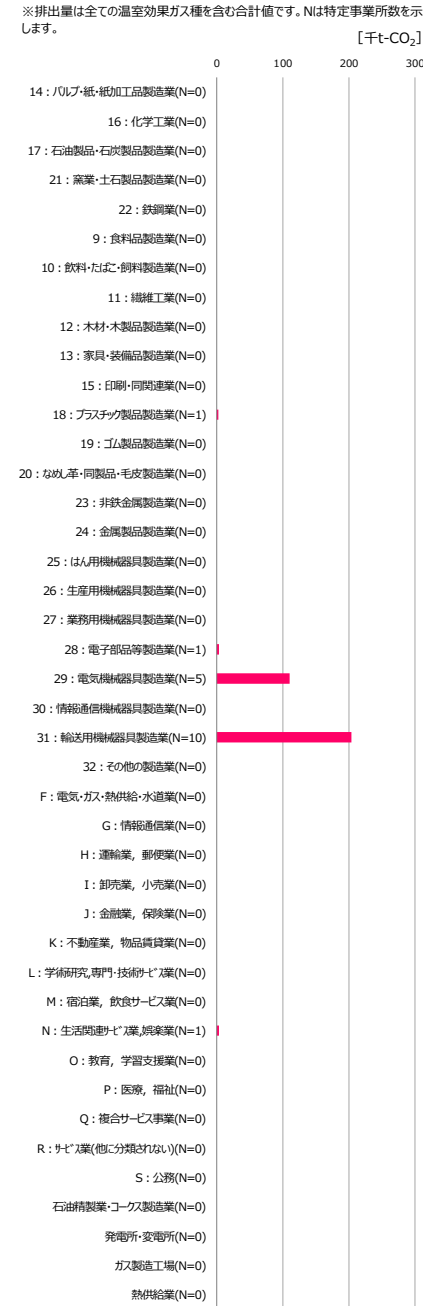 ※排出量は全ての温室効果ガス種を含む合計値です。Nは特定事業所数を示
します。
[千t-CO₂]
0 100 200 300
14：パルプ・紙・紙加工品製造業(N=0)
16：化学工業(N=0)
17：石油製品・石炭製品製造業(N=0)
21：窯業・土石製品製造業(N=0)
22：鉄鋼業(N=0)
9：食料品製造業(N=0)
10：飲料・たばこ・飼料製造業(N=0)
11：繊維工業(N=0)
12：木材・木製品製造業(N=0)
13：家具・装備品製造業(N=0)
15：印刷・同関連業(N=0)
18：プラスチック製品製造業(N=1)
19：ゴム製品製造業(N=0)
20：なめし革・同製品・毛皮製造業(N=0)
23：非鉄金属製造業(N=0)
24：金属製品製造業(N=0)
25：はん用機械器具製造業(N=0)
26：生産用機械器具製造業(N=0)
27：業務用機械器具製造業(N=0)
28：電子部品等製造業(N=1)
29：電気機械器具製造業(N=5)
30：情報通信機械器具製造業(N=0)
31：輸送用機械器具製造業(N=10)
32：その他の製造業(N=0)
F：電気・ガス・熱供給・水道業(N=0)
G：情報通信業(N=0)
H：運輸業，郵便業(N=0)
I：卸売業，小売業(N=0)
J：金融業，保険業(N=0)
K：不動産業，物品賃貸業(N=0)
L：学術研究,専門・技術ｻｰﾋﾞｽ業(N=0)
M：宿泊業，飲食サービス業(N=0)
N：生活関連ｻｰﾋﾞｽ業,娯楽業(N=1)
O：教育，学習支援業(N=0)
P：医療，福祉(N=0)
Q：複合サービス事業(N=0)
R：ｻｰﾋﾞｽ業(他に分類されない)(N=0)
S：公務(N=0)
石油精製業・コークス製造業(N=0)
発電所・変電所(N=0)
ガス製造工場(N=0)
熱供給業(N=0)